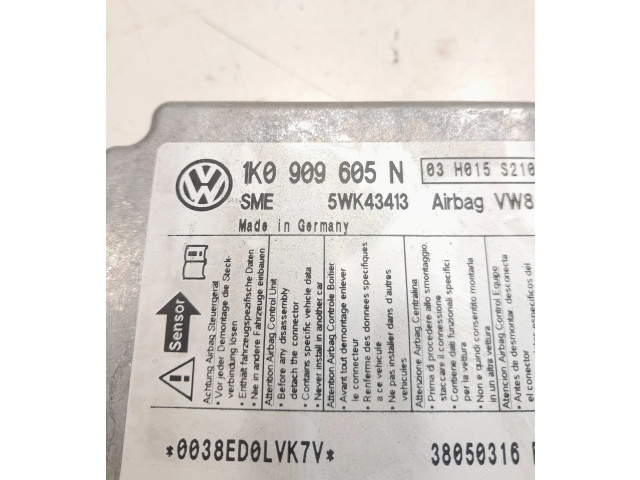 1K0 909 605 N
03 H015 S210
SME 5WK43413 Airbag VW8
Made in Germany
Sensor
Achtung Airbag Steuergerät
• Vor jeder Demontage die Steck-
verbindung lösen
• Enthält fahrzeugspezifische Daten
• Nie in andere Fahrzeuge einbauen
Attention Airbag Control Unit
• Before any disassembly
detach the connector
• Contains specific vehicle data
• Never install in another car
Attention Airbag Controle Boitier
• Avant tout demontage enlever
le connecteur
• Renferma des donnees specifiques
a ce vehicule
• Ne pas installer dans d'autres
vehicules
Attenzione Airbag Centralina
• Prima di procedere allo smontaggio,
staccare il connessione
• Contiene dati funzionali specifici
per la vettura
• Non e quindi consentito montarla
in un altra vettura
Atencion Airbag Control Equipo
• Antes de desmontar, desconecta
el conector
especificos del
*0038ED0LVK7V*
38050316